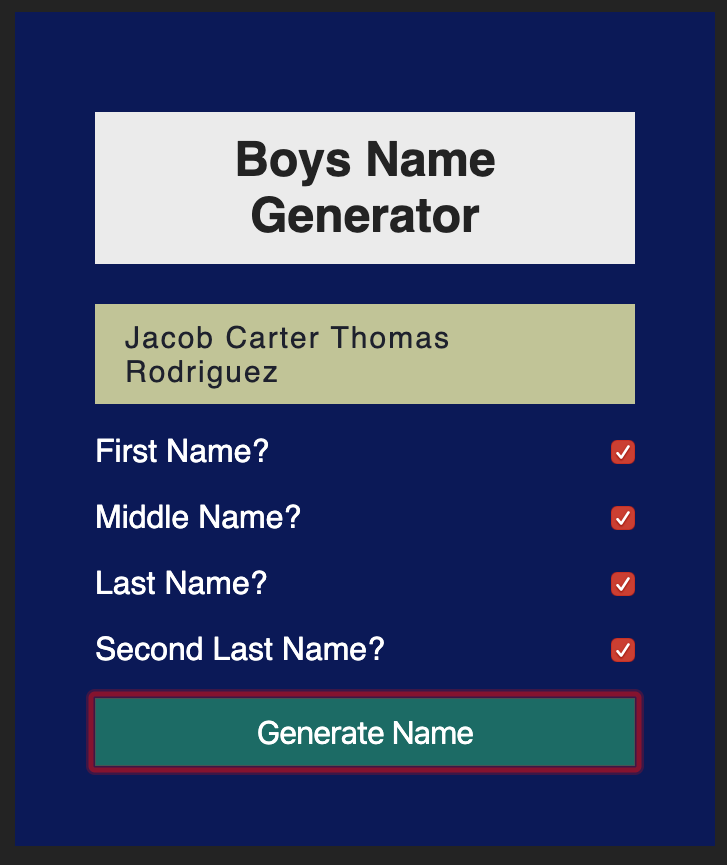 Boys Name
Generator
Jacob Carter Thomas
Rodriguez
First Name?
Middle Name?
Last Name?
Second Last Name?
Generate Name